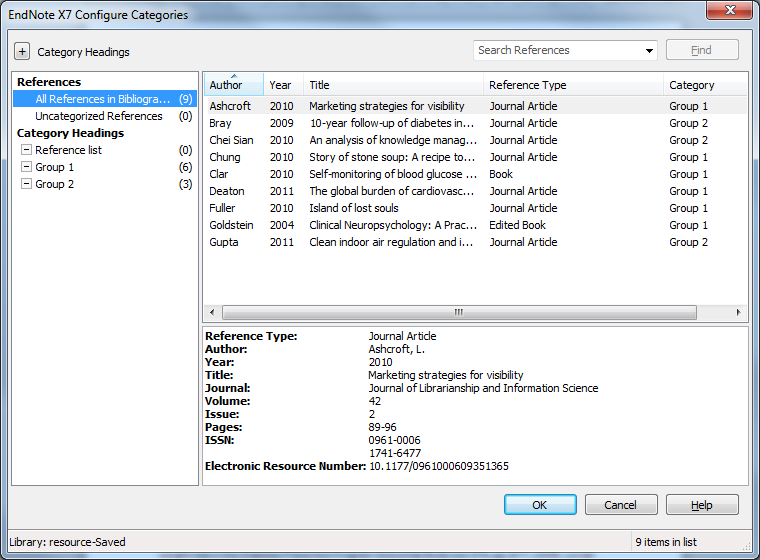 EndNote X7 Configure Categories
+ Category Headings
Search References
Find
References
All References in Bibliogra... (9)
Uncategorized References (0)
Category Headings
Reference list (0)
Group 1 (6)
Group 2 (3)
Author Year Title Reference Type Category
Ashcroft 2010 Marketing strategies for visibility Journal Article Group 1
Bray 2009 10-year follow-up of diabetes in... Journal Article Group 2
Chei Sian 2010 An analysis of knowledge manag... Journal Article Group 2
Chung 2010 Story of stone soup: A recipe to... Journal Article Group 1
Clar 2010 Self-monitoring of blood glucose ... Book Group 1
Deaton 2011 The global burden of cardiovasc... Journal Article Group 1
Fuller 2010 Island of lost souls Journal Article Group 1
Goldstein 2004 Clinical Neuropsychology: A Prac... Edited Book Group 1
Gupta 2011 Clean indoor air regulation and i... Journal Article Group 2
Reference Type: Journal Article
Author: Ashcroft, L.
Year: 2010
Title: Marketing strategies for visibility
Journal: Journal of Librarianship and Information Science
Volume: 42
Issue: 2
Pages: 89-96
ISSN: 0961-0006
1741-6477
Electronic Resource Number: 10.1177/0961000609351365
OK Cancel Help
Library: resource-Saved 9 items in list